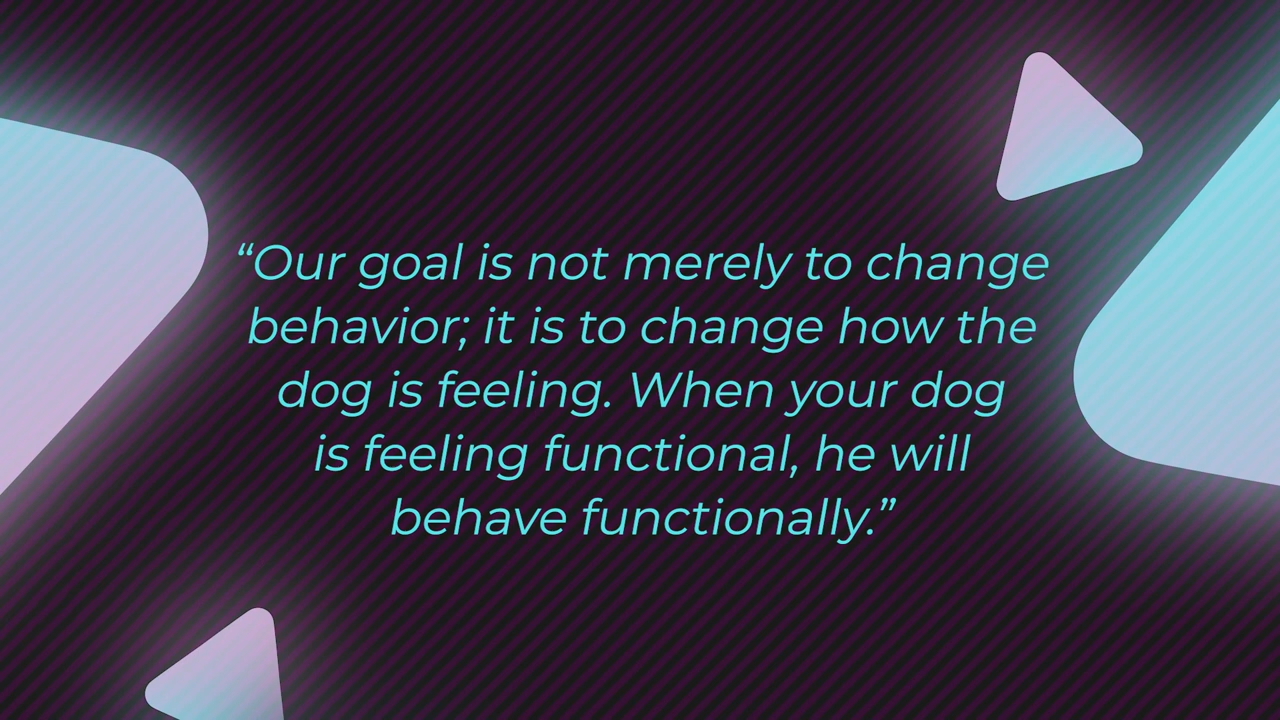 “Our goal is not merely to change
behavior; it is to change how the
dog is feeling. When your dog
is feeling functional, he will
behave functionally.”